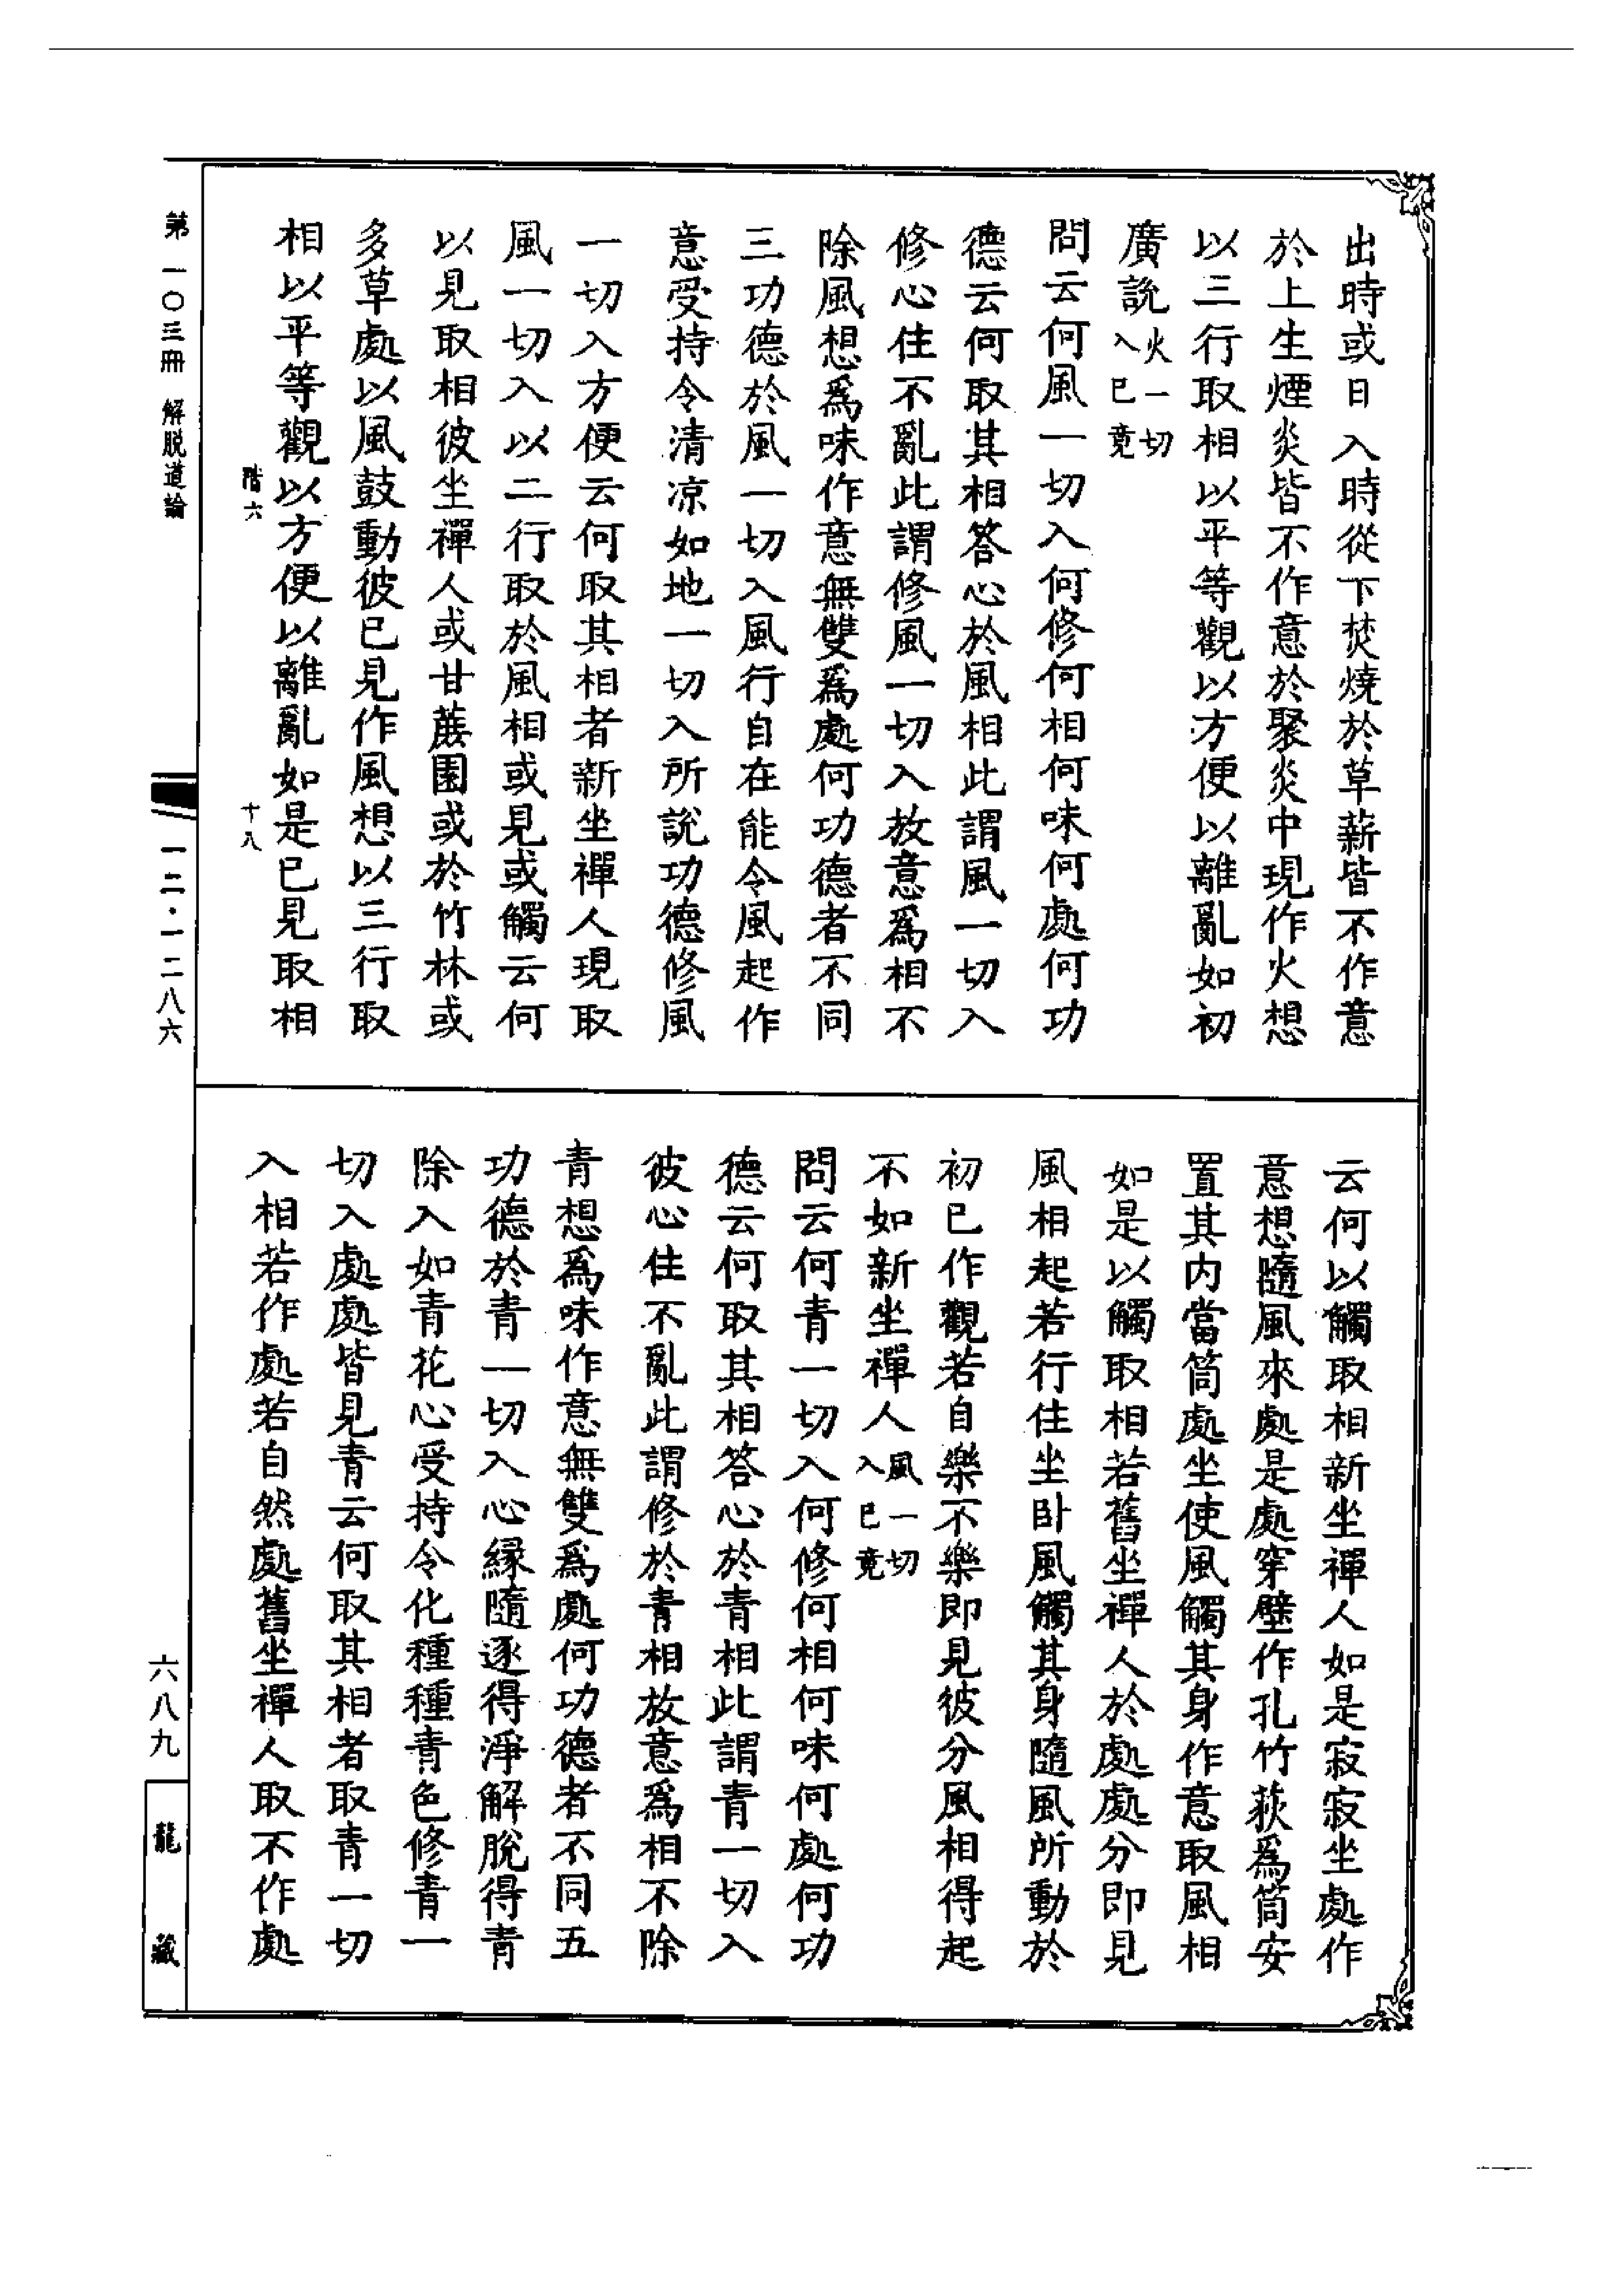 出時或日入時從下焚燒於草薪皆不作意
於上生煙炎皆不作意於聚炎中現作火想
以三行取相以平等觀以方便以離亂如初
廣說火一切入已竟
問云何風一切入何修何相何味何處何功
德云何取其相答心於風相此謂風一切入
修心住不亂此謂修風一切入放意爲相不
除風想爲味作意無雙爲處何功德者不同
三功德於風一切入風行自在能令風起作
意受持令清凉如地一切入所說功德修風
一切入方便云何取其相者新坐禪人現取
風一切入以二行取於風相或見或觸云何
以見取相彼坐禪人或甘蔗園或於竹林或
多草處以風鼓動彼已見作風想以三行取
相以平等觀以方便以離亂如是已見取相
階六 十八
云何以觸取相新坐禪人如是寂寂坐處作
意想隨風來處是處穿壁作孔竹荻爲筒安
置其内當筒處坐使風觸其身作意取風相
如是以觸取相若舊坐禪人於處處分即見
風相起若行住坐卧風觸其身隨風所動於
初已作觀若自樂不樂即見彼分風相得起
不如新坐禪人風一切入已竟
問云何青一切入何修何相何味何處何功
德云何取其相答心於青相此謂青一切入
彼心住不亂此謂修於青相放意爲相不除
青想爲味作意無雙爲處何功德者不同五
功德於青一切入心緣隨逐得淨解脫得青
除入如青花心受持令化種種青色修青一
切入處處皆見青云何取其相者取青一切
入相若作處若自然處舊坐禪人取不作處
第一〇三冊 解脱道論
一二·一二八六
六八九
龍藏